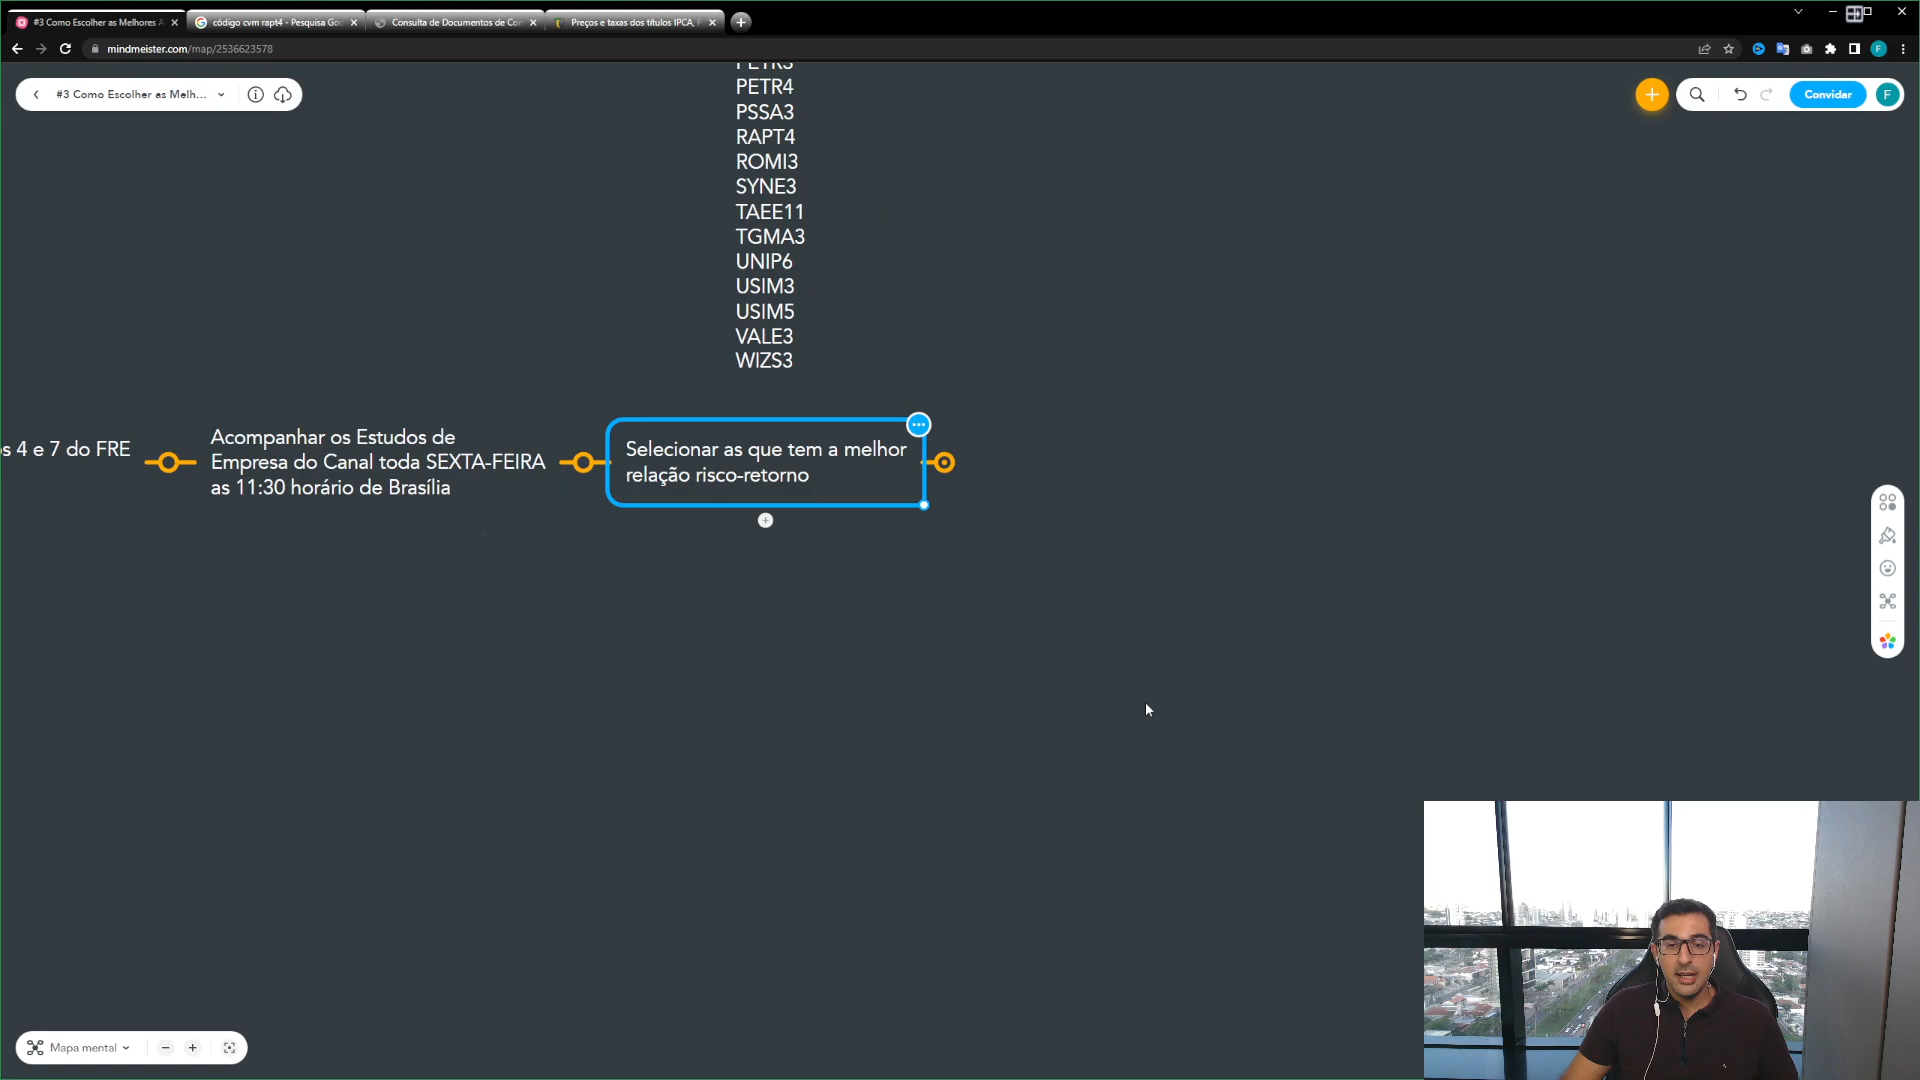 #3 Como Escolher as Melhores A
código cvm rapt4 - Pesquisa Goo
Consulta de Documentos de Com
Preços e taxas dos títulos IPCA,
mindmeister.com/map/2536623578
F
#3 Como Escolher as Melh...
Convidar
F
PETR3
PETR4
PSSA3
RAPT4
ROMI3
SYNE3
TAEE11
TGMA3
UNIP6
USIM3
USIM5
VALE3
WIZS3
s 4 e 7 do FRE
Acompanhar os Estudos de
Empresa do Canal toda SEXTA-FEIRA
as 11:30 horário de Brasília
Selecionar as que tem a melhor
relação risco-retorno
Mapa mental